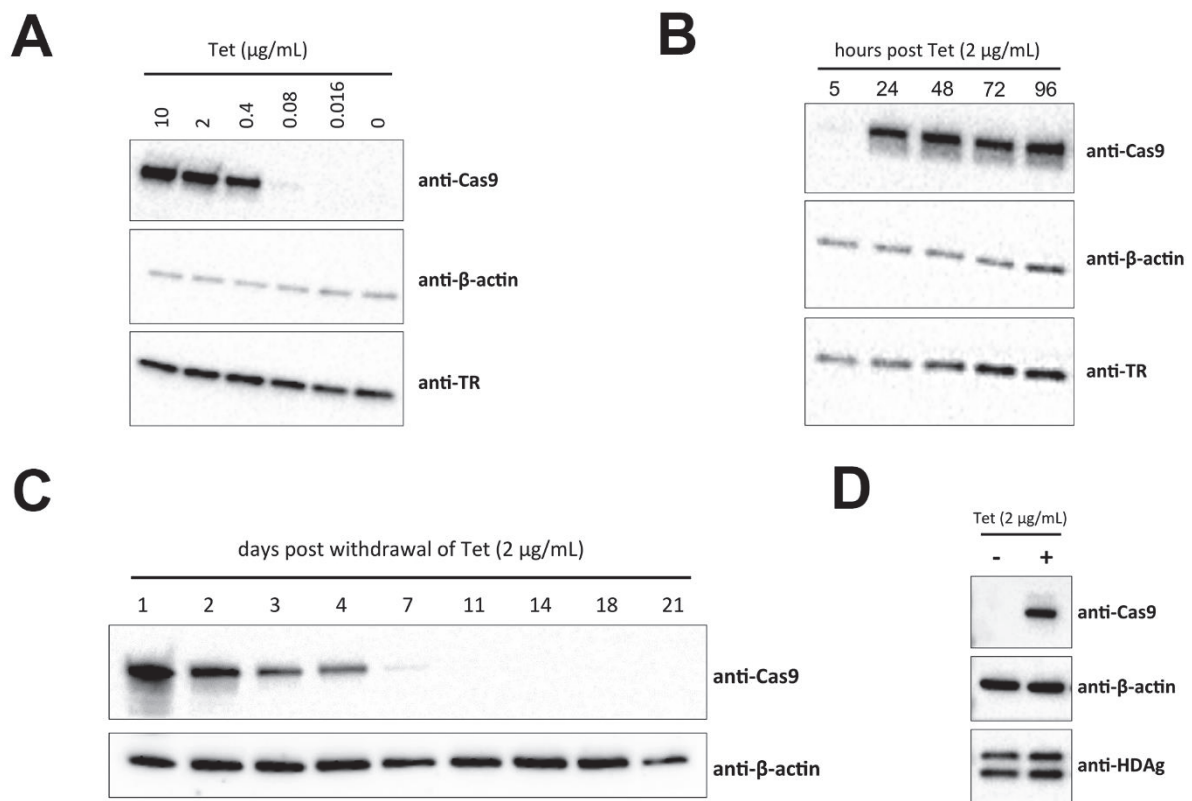 A
Tet (µg/mL)
10 2 0.4 0.08 0.016 0
anti-Cas9
anti-β-actin
anti-TR
B
hours post Tet (2 µg/mL)
5 24 48 72 96
anti-Cas9
anti-β-actin
anti-TR
C
days post withdrawal of Tet (2 µg/mL)
1 2 3 4 7 11 14 18 21
anti-Cas9
anti-β-actin
D
Tet (2 µg/mL)
- +
anti-Cas9
anti-β-actin
anti-HDAg